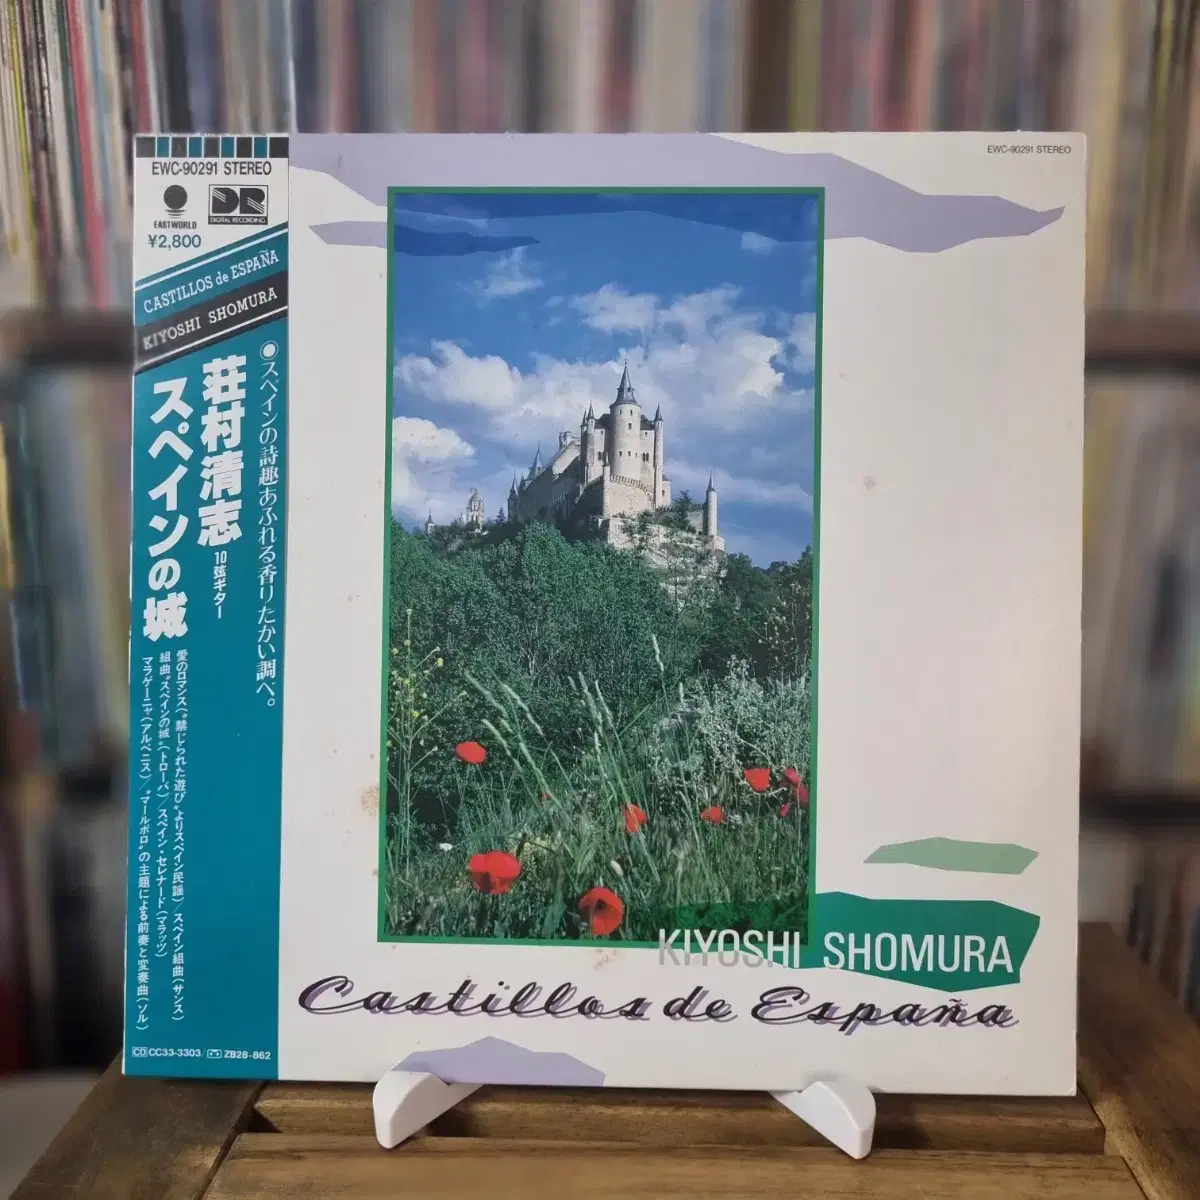 EWC-90291 STEREO
EASTWORLD
DR
DIGITAL RECORDING
¥2,800
CASTILLOS de ESPAÑA
KIYOSHI SHOMURA
●スペインの詩趣あふれる香りたかい調べ。
荘村清志
10弦ギター
スペインの城
愛のロマンス("禁じられた遊び"よりスペイン民謡)/スペイン組曲(サンス)
組曲"スペインの城"(トローバ)/スペイン・セレナード(マラッツ)
マラゲーニャ(アルベニス)/"マールボロ"の主題による前奏と変奏曲(ソル)
CD CC33-3303/ ZB28-862
EWC-90291 STEREO
KIYOSHI SHOMURA
Castillos de España